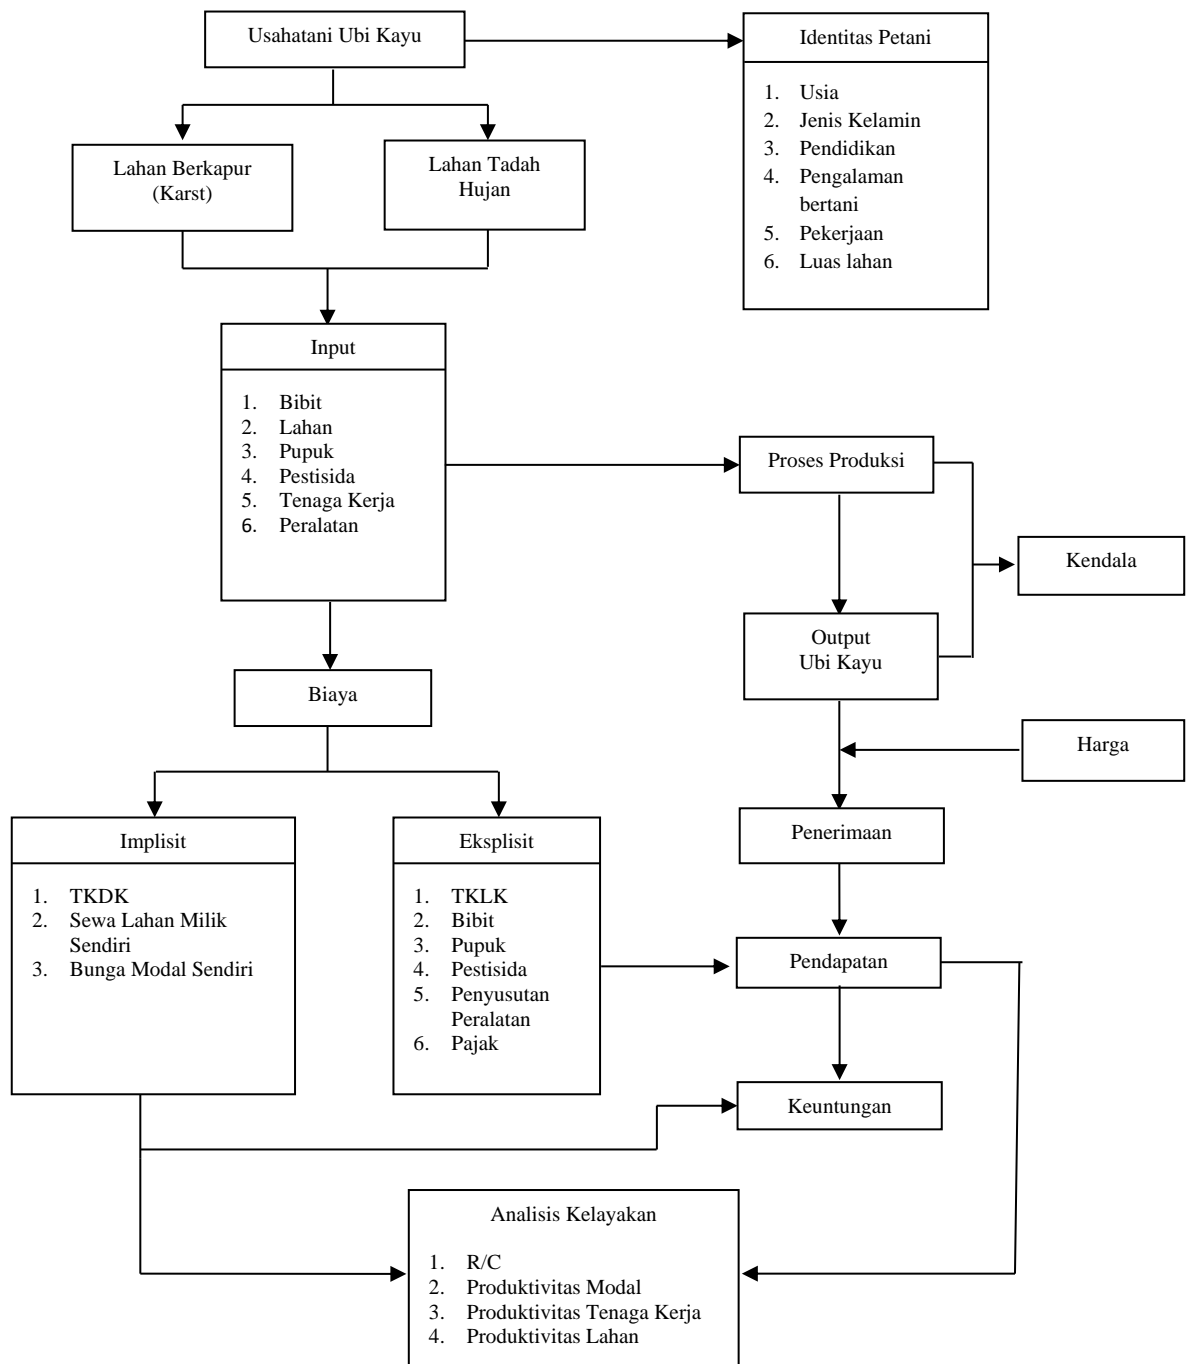 Usahatani Ubi Kayu
Identitas Petani
1. Usia
2. Jenis Kelamin
3. Pendidikan
4. Pengalaman
bertani
5. Pekerjaan
6. Luas lahan
Lahan Berkapur
(Karst)
Lahan Tadah
Hujan
Input
1. Bibit
2. Lahan
3. Pupuk
4. Pestisida
5. Tenaga Kerja
6. Peralatan
Proses Produksi
Kendala
Output
Ubi Kayu
Biaya
Harga
Implisit
1. TKDK
2. Sewa Lahan Milik
Sendiri
3. Bunga Modal Sendiri
Eksplisit
1. TKLK
2. Bibit
3. Pupuk
4. Pestisida
5. Penyusutan
Peralatan
6. Pajak
Penerimaan
Pendapatan
Keuntungan
Analisis Kelayakan
1. R/C
2. Produktivitas Modal
3. Produktivitas Tenaga Kerja
4. Produktivitas Lahan